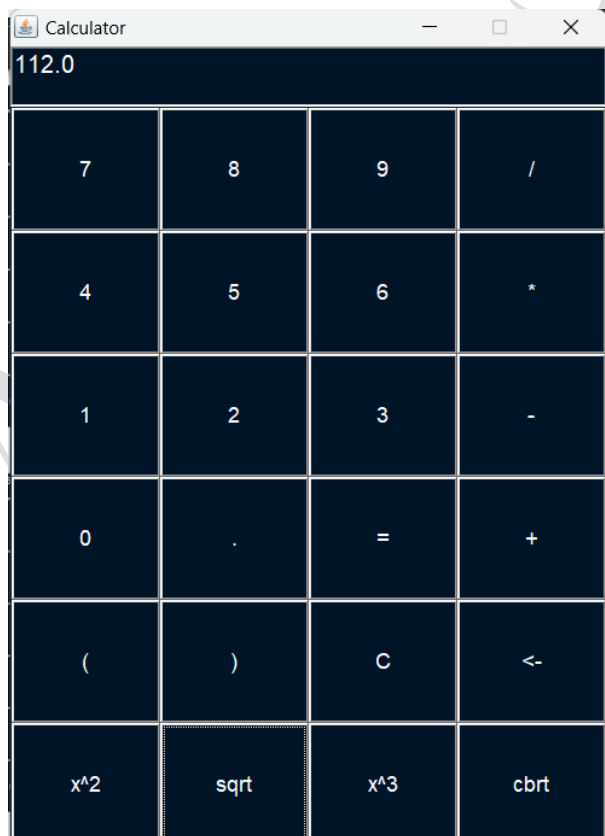 Calculator
112.0
7 8 9 /
4 5 6 *
1 2 3 -
0 . = +
( ) C <-
x^2 sqrt x^3 cbrt